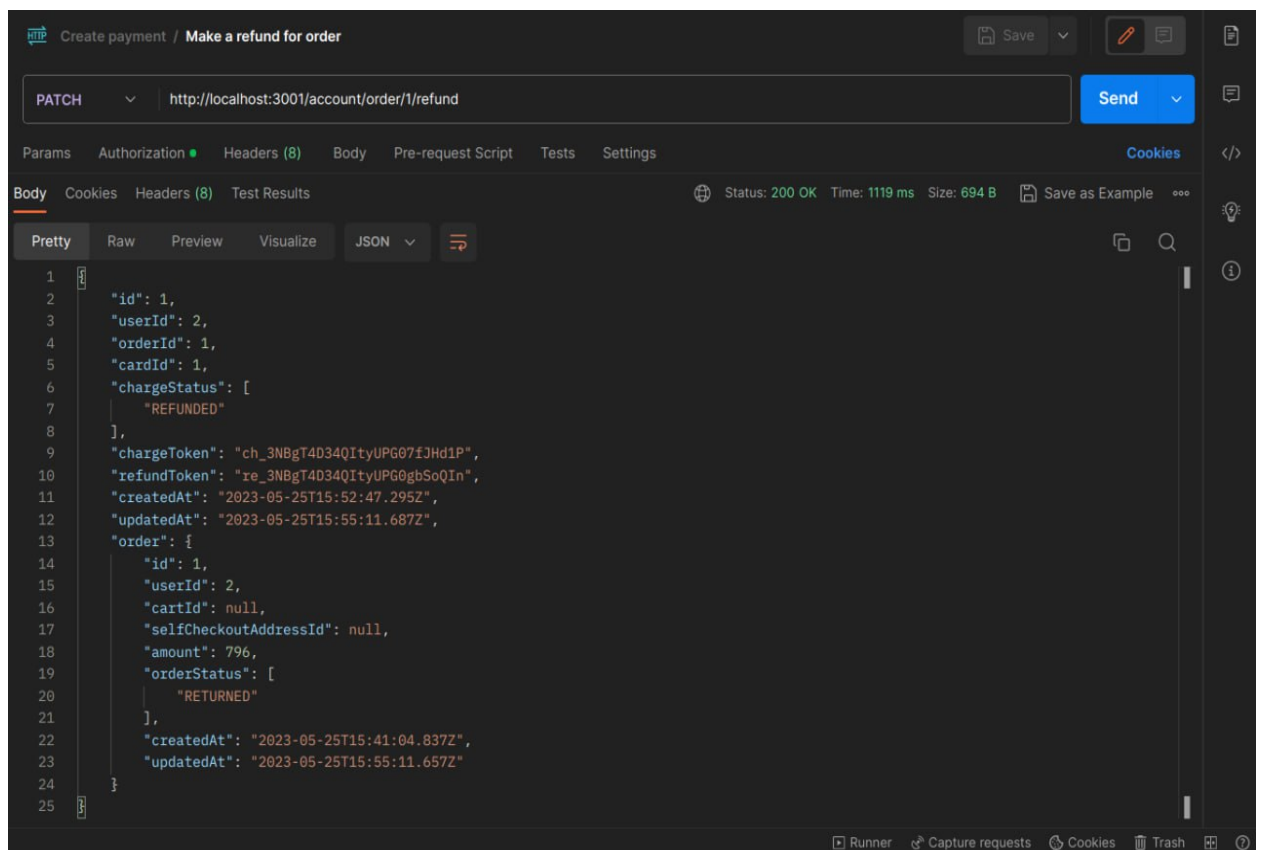 HTTP Create payment / Make a refund for order Save
PATCH http://localhost:3001/account/order/1/refund Send
Params Authorization Headers (8) Body Pre-request Script Tests Settings Cookies
Body Cookies Headers (8) Test Results Status: 200 OK Time: 1119 ms Size: 694 B Save as Example
Pretty Raw Preview Visualize JSON
1 {
2 "id": 1,
3 "userId": 2,
4 "orderId": 1,
5 "cardId": 1,
6 "chargeStatus": [
7 "REFUNDED"
8 ],
9 "chargeToken": "ch_3NBgT4D34QItyUPG07fJHd1P",
10 "refundToken": "re_3NBgT4D34QItyUPG0gbSoQIn",
11 "createdAt": "2023-05-25T15:52:47.295Z",
12 "updatedAt": "2023-05-25T15:55:11.687Z",
13 "order": {
14 "id": 1,
15 "userId": 2,
16 "cartId": null,
17 "selfCheckoutAddressId": null,
18 "amount": 796,
19 "orderStatus": [
20 "RETURNED"
21 ],
22 "createdAt": "2023-05-25T15:41:04.837Z",
23 "updatedAt": "2023-05-25T15:55:11.657Z"
24 }
25 }
Runner Capture requests Cookies Trash